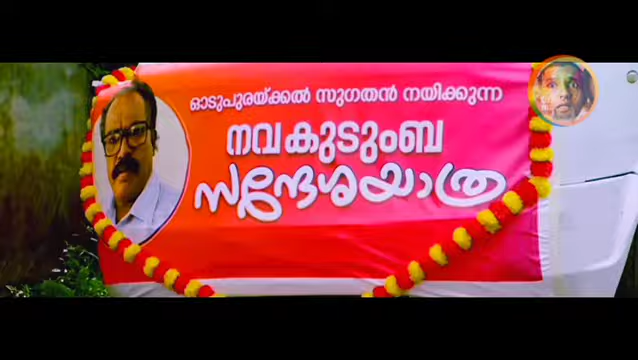 ഓടുപുരയ്ക്കൽ സുഗതൻ നയിക്കുന്ന
നവകുടുംബ
സന്ദേശയാത്ര